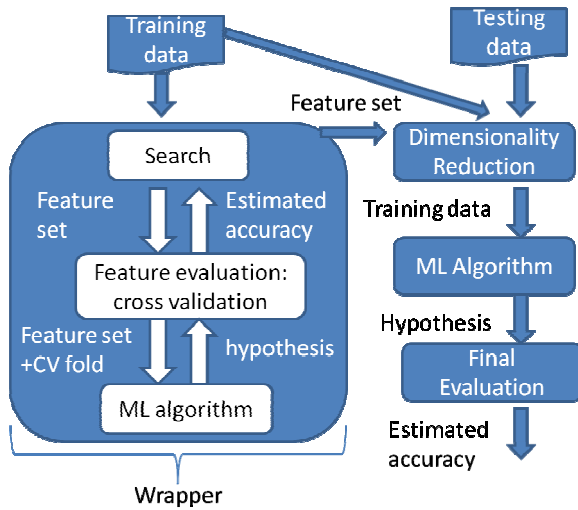 Training
data
Testing
data
Feature set
Search
Feature
set
Estimated
accuracy
Feature evaluation:
cross validation
Feature set
+CV fold
hypothesis
ML algorithm
Wrapper
Dimensionality
Reduction
Training data
ML Algorithm
Hypothesis
Final
Evaluation
Estimated
accuracy